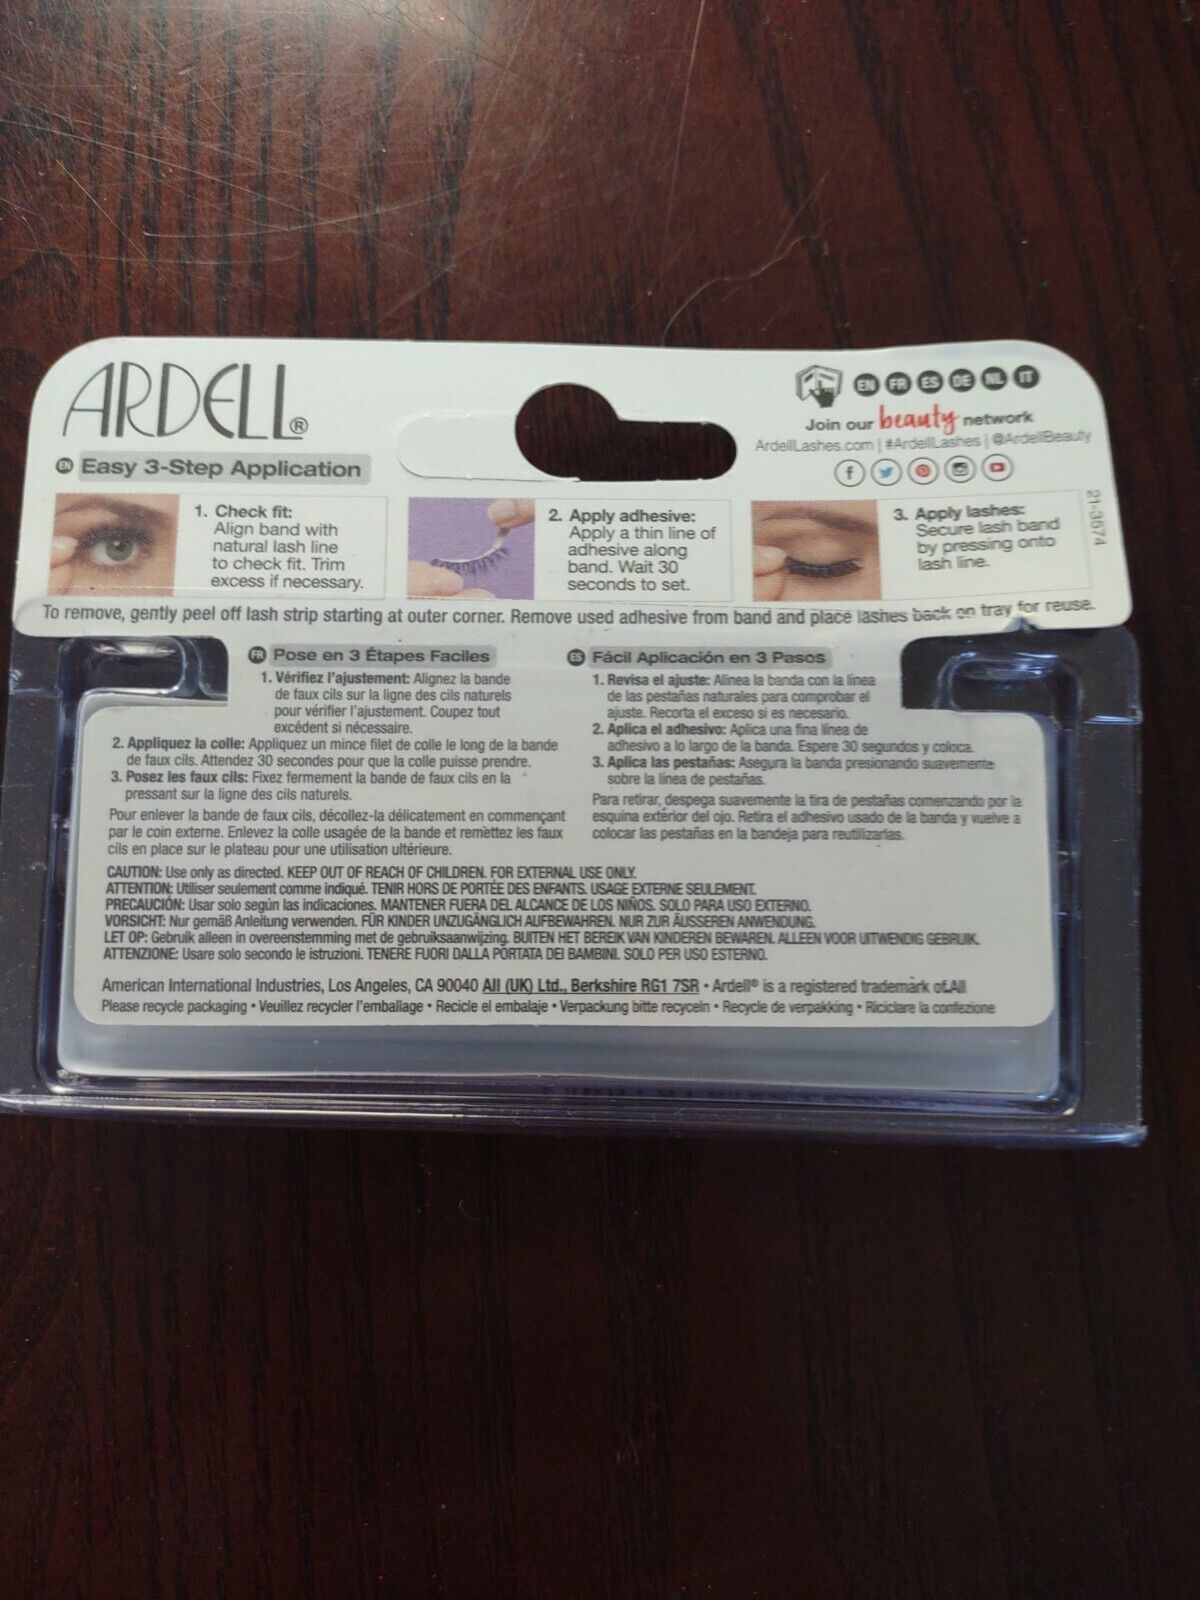 ARDELL®
EN FR ES DE NL IT
Join our beauty network
ArdellLashes.com | #ArdellLashes | @ArdellBeauty
EN Easy 3-Step Application
1. Check fit:
Align band with
natural lash line
to check fit. Trim
excess if necessary.
2. Apply adhesive:
Apply a thin line of
adhesive along
band. Wait 30
seconds to set.
3. Apply lashes:
Secure lash band
by pressing onto
lash line.
21-3574
To remove, gently peel off lash strip starting at outer corner. Remove used adhesive from band and place lashes back on tray for reuse.
FR Pose en 3 Étapes Faciles
1. Vérifiez l'ajustement: Alignez la bande
de faux cils sur la ligne des cils naturels
pour vérifier l'ajustement. Coupez tout
excédent si nécessaire.
2. Appliquez la colle: Appliquez un mince filet de colle le long de la bande
de faux cils. Attendez 30 secondes pour que la colle puisse prendre.
3. Posez les faux cils: Fixez fermement la bande de faux cils en la
pressant sur la ligne des cils naturels.
Pour enlever la bande de faux cils, décollez-la délicatement en commençant
par le coin externe. Enlevez la colle usagée de la bande et remettez les faux
cils en place sur le plateau pour une utilisation ultérieure.
ES Fácil Aplicación en 3 Pasos
1. Revisa el ajuste: Alinea la banda con la línea
de las pestañas naturales para comprobar el
ajuste. Recorta el exceso si es necesario.
2. Aplica el adhesivo: Aplica una fina línea de
adhesivo a lo largo de la banda. Espere 30 segundos y coloca.
3. Aplica las pestañas: Asegura la banda presionando suavemente
sobre la línea de pestañas.
Para retirar, despega suavemente la tira de pestañas comenzando por la
esquina extérior del ojo. Retira el adhesivo usado de la banda y vuelve a
colocar las pestañas en la bandeja para reutilizarlas.
CAUTION: Use only as directed. KEEP OUT OF REACH OF CHILDREN. FOR EXTERNAL USE ONLY.
ATTENTION: Utiliser seulement comme indiqué. TENIR HORS DE PORTÉE DES ENFANTS. USAGE EXTERNE SEULEMENT.
PRECAUCIÓN: Usar solo según las indicaciones. MANTENER FUERA DEL ALCANCE DE LOS NIÑOS. SOLO PARA USO EXTERNO.
VORSICHT: Nur gemäß Anleitung verwenden. FÜR KINDER UNZUGÄNGLICH AUFBEWAHREN. NUR ZUR ÄUSSEREN ANWENDUNG.
LET OP: Gebruik alleen in overeenstemming met de gebruiksaanwijzing. BUITEN HET BEREIK VAN KINDEREN BEWAREN. ALLEEN VOOR UITWENDIG GEBRUIK.
ATTENZIONE: Usare solo secondo le istruzioni. TENERE FUORI DALLA PORTATA DEI BAMBINI. SOLO PER USO ESTERNO.
American International Industries, Los Angeles, CA 90040 AII (UK) Ltd., Berkshire RG1 7SR • Ardell® is a registered trademark of AII
Please recycle packaging • Veuillez recycler l'emballage • Recicle el embalaje • Verpackung bitte recyceln • Recycle de verpakking • Riciclare la confezione